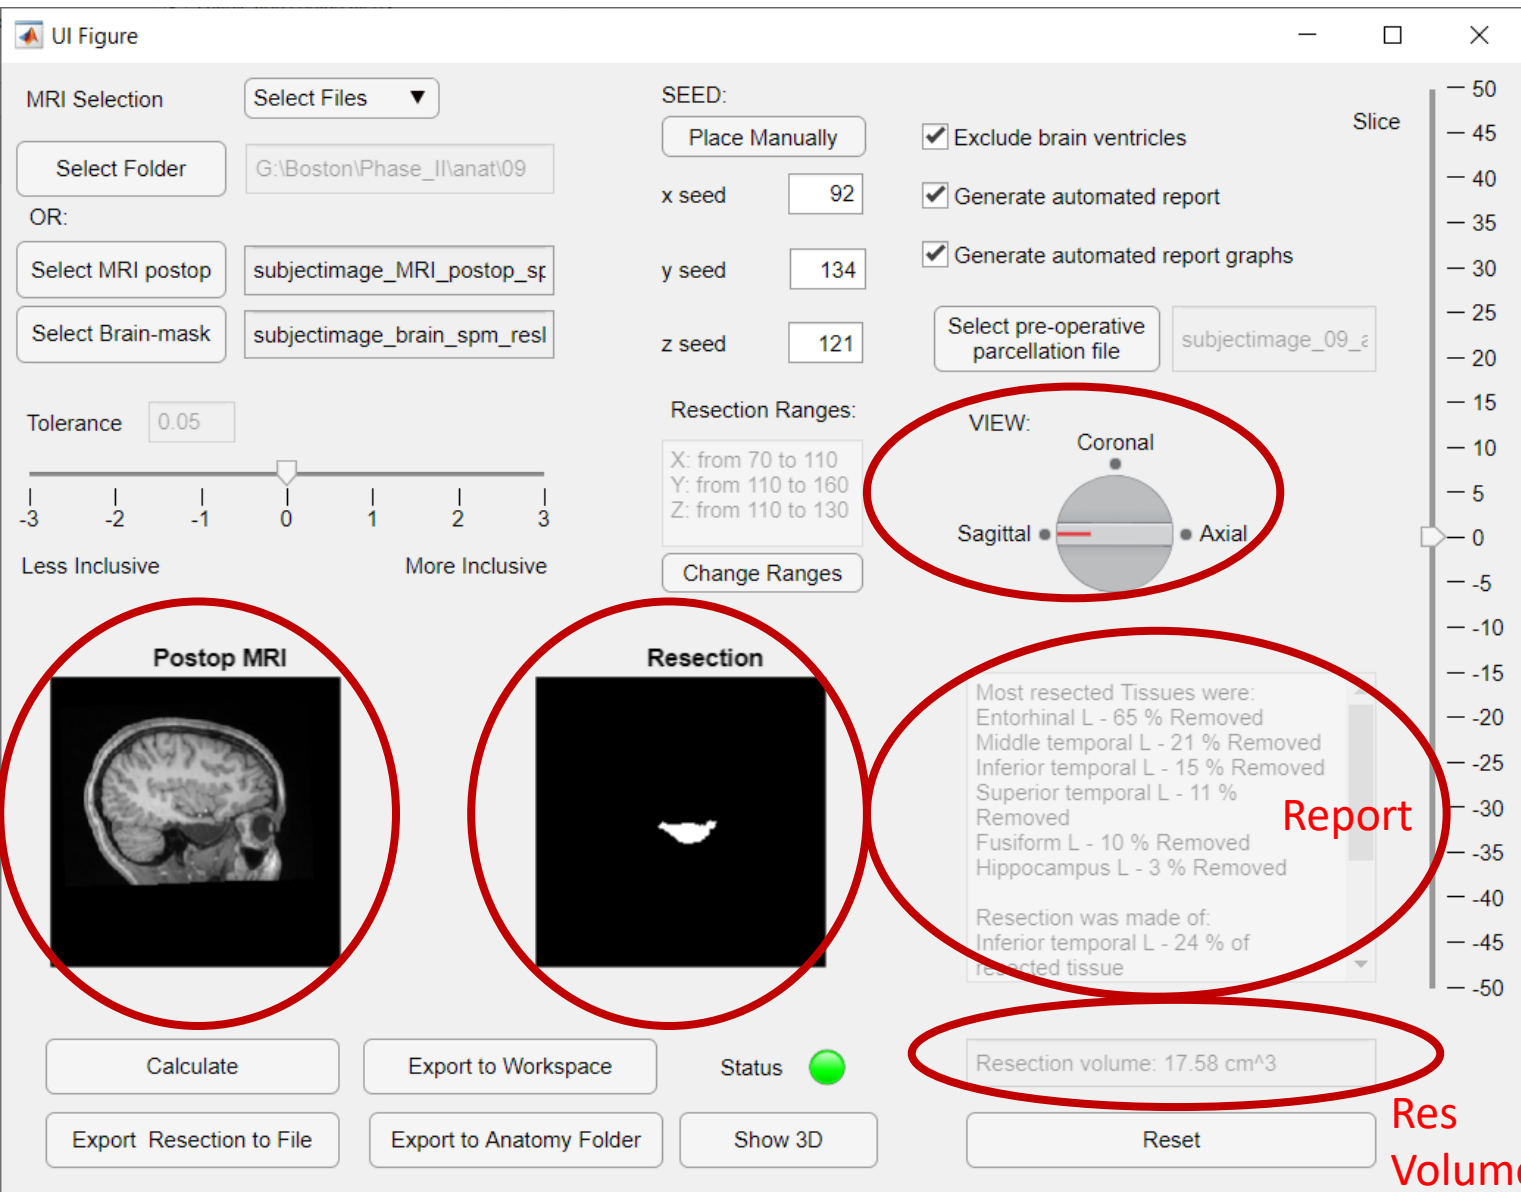 UI Figure
MRI Selection
Select Files
Select Folder
G:\Boston\Phase_II\anat\09
OR:
Select MRI postop
subjectimage_MRI_postop_sp
Select Brain-mask
subjectimage_brain_spm_resl
Tolerance
0.05
-3 -2 -1 0 1 2 3
Less Inclusive
More Inclusive
SEED:
Place Manually
x seed
92
y seed
134
z seed
121
Resection Ranges:
X: from 70 to 110
Y: from 110 to 160
Z: from 110 to 130
Change Ranges
Exclude brain ventricles
Generate automated report
Generate automated report graphs
Select pre-operative
parcellation file
subjectimage_09_a
VIEW:
Coronal
Sagittal
Axial
Slice
50
45
40
35
30
25
20
15
10
5
0
-5
-10
-15
-20
-25
-30
-35
-40
-45
-50
Postop MRI
Resection
Most resected Tissues were:
Entorhinal L - 65 % Removed
Middle temporal L - 21 % Removed
Inferior temporal L - 15 % Removed
Superior temporal L - 11 %
Removed
Fusiform L - 10 % Removed
Hippocampus L - 3 % Removed
Resection was made of:
Inferior temporal L - 24 % of
resected tissue
Report
Calculate
Export to Workspace
Status
Resection volume: 17.58 cm^3
Export Resection to File
Export to Anatomy Folder
Show 3D
Reset
Res
Volume